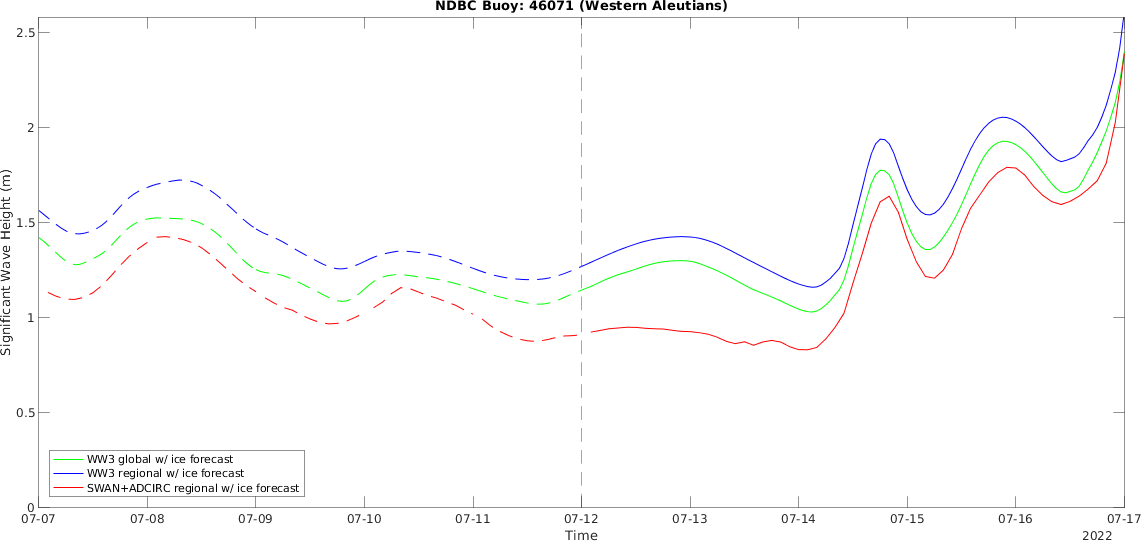 NDBC Buoy: 46071 (Western Aleutians)
Significant Wave Height (m)
2.5
2
1.5
1
0.5
0
WW3 global w/ ice forecast
WW3 regional w/ ice forecast
SWAN+ADCIRC regional w/ ice forecast
07-07 07-08 07-09 07-10 07-11 07-12 07-13 07-14 07-15 07-16 07-17
Time
2022